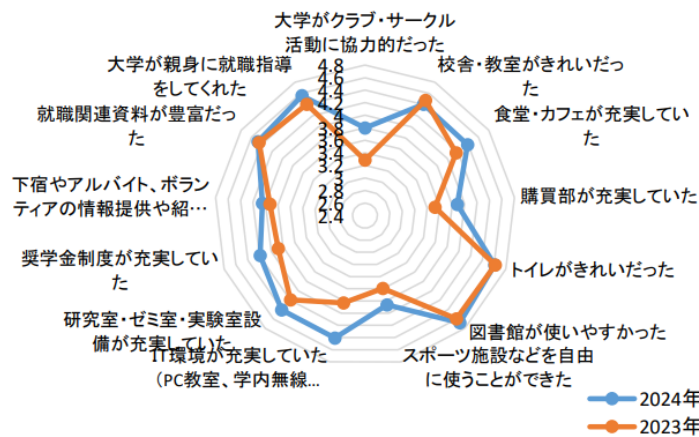 大学がクラブ・サークル
活動に協力的だった
校舎・教室がきれいだっ
た
食堂・カフェが充実してい
た
購買部が充実していた
トイレがきれいだった
図書館が使いやすかった
スポーツ施設などを自由
に使うことができた
IT環境が充実していた
（PC教室、学内無線…
研究室・ゼミ室・実験室設
備が充実していた
奨学金制度が充実してい
た
下宿やアルバイト、ボラン
ティアの情報提供や紹…
就職関連資料が豊富だっ
た
大学が親身に就職指導
をしてくれた
4.8
4.6
4.4
4.2
4
3.8
3.6
3.4
3.2
3
2.8
2.6
2.4
2024年
2023年